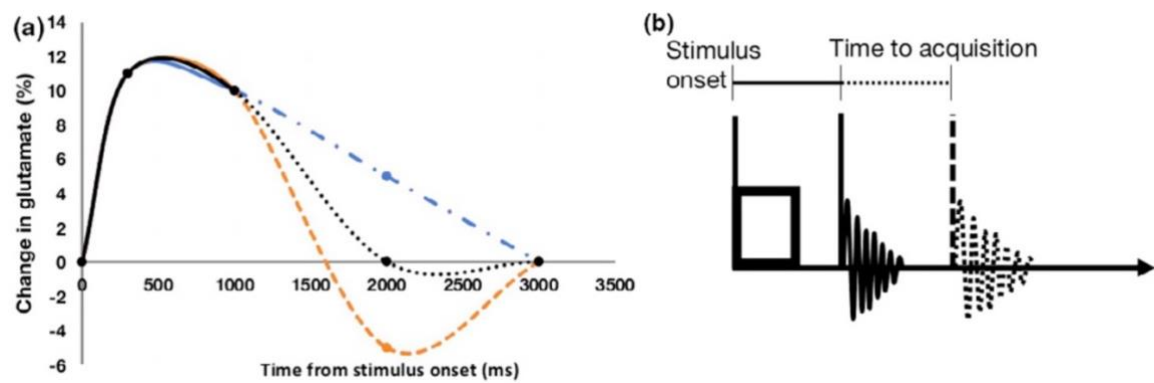 (a)
Change in glutamate (%)
14
12
10
8
6
4
2
0
-2
-4
-6
0 500 1000 1500 2000 2500 3000 3500
Time from stimulus onset (ms)
(b)
Stimulus Time to acquisition
onset